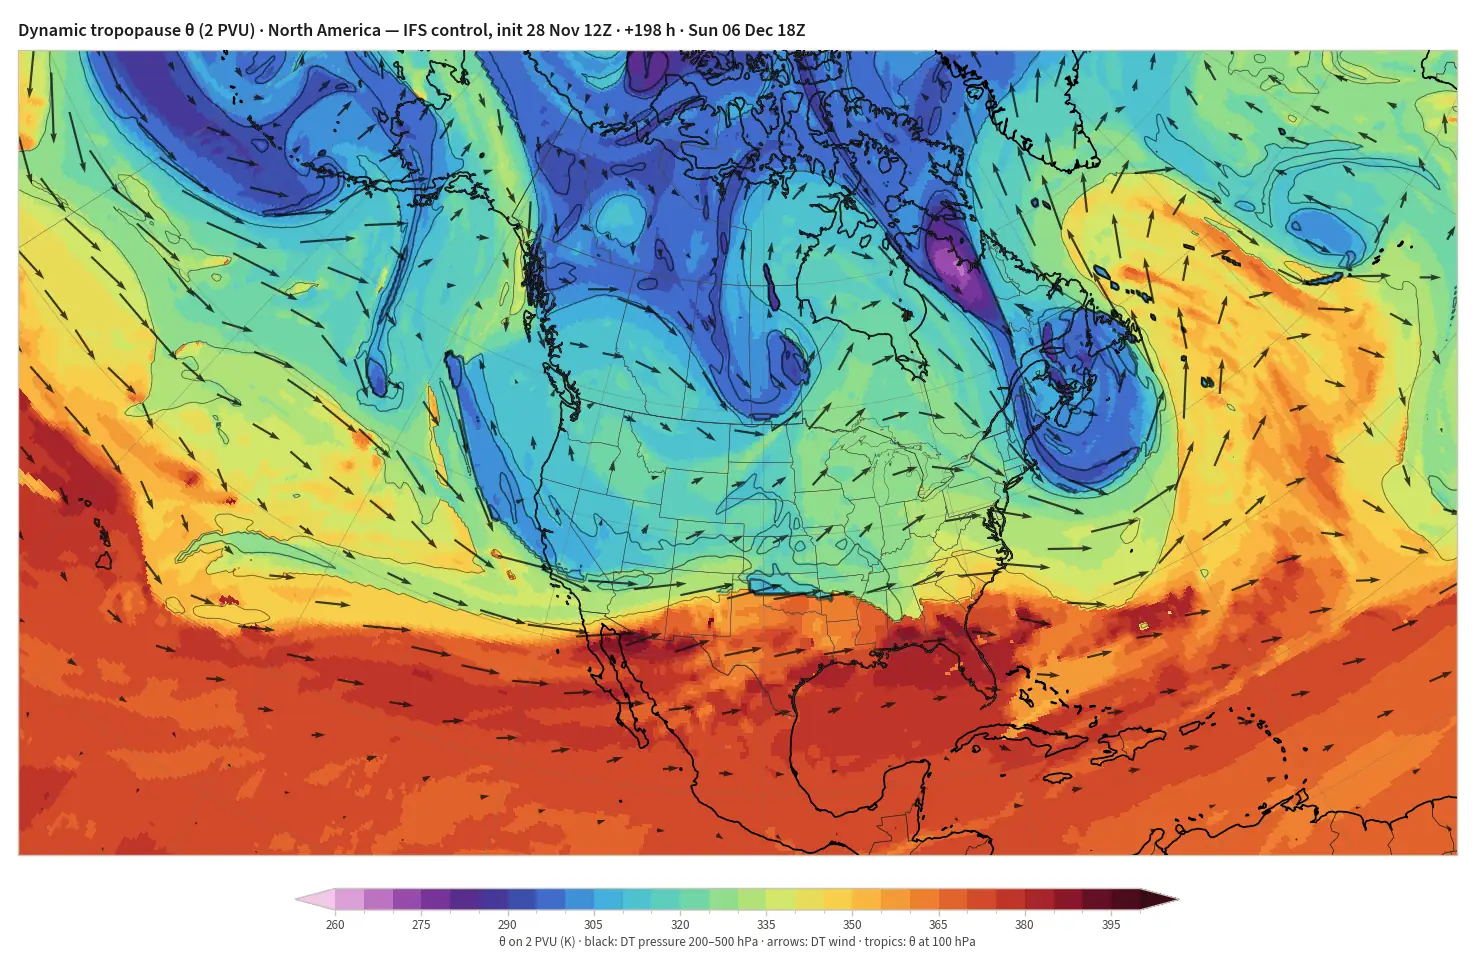 Dynamic tropopause θ (2 PVU) · North America — IFS control, init 28 Nov 12Z · +198 h · Sun 06 Dec 18Z
260 275 290 305 320 335 350 365 380 395
θ on 2 PVU (K) · black: DT pressure 200–500 hPa · arrows: DT wind · tropics: θ at 100 hPa